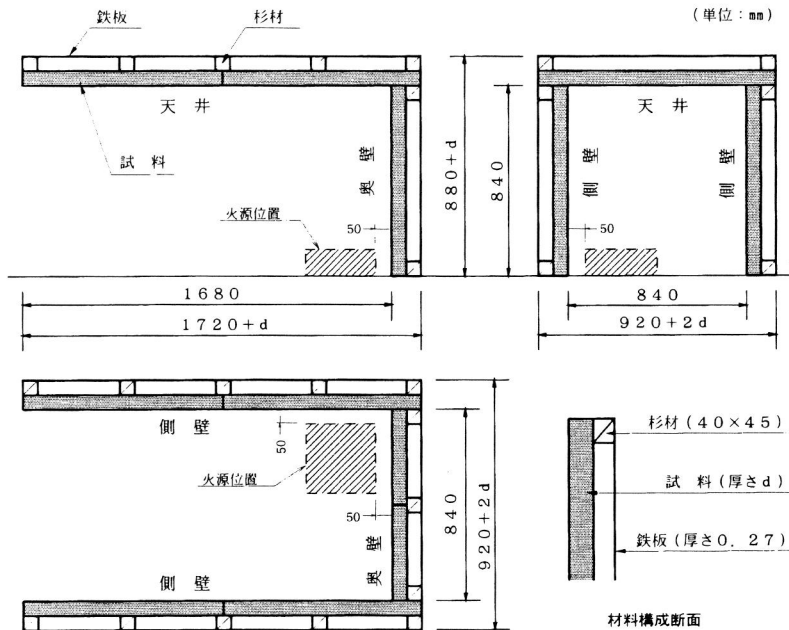 (単位:mm)
鉄板
杉材
天井
試料
奥壁
火源位置
50
880+d
840
1680
1720+d
天井
側壁
側壁
50
840
920+2d
側壁
50
火源位置
50
奥壁
側壁
840
920+2d
杉材(40×45)
試料(厚さd)
鉄板(厚さ0.27)
材料構成断面